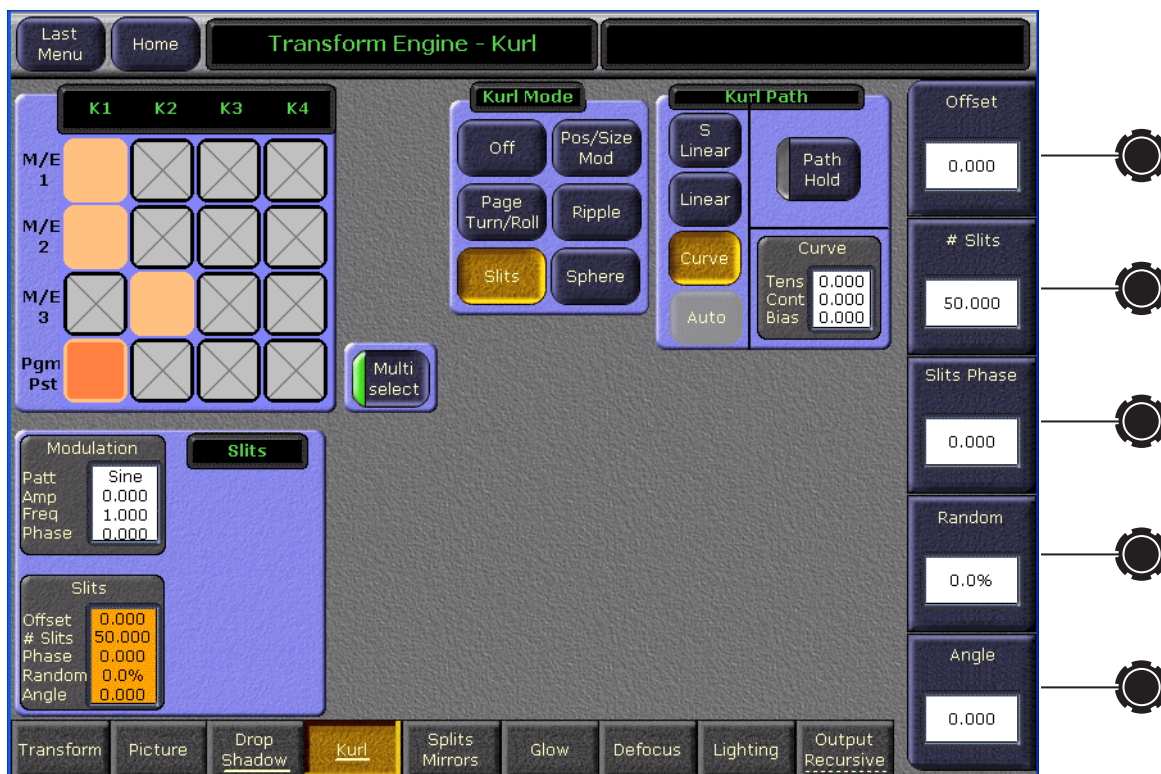 Last
Menu
Home
Transform Engine - Kurl
K1 K2 K3 K4
M/E
1
M/E
2
M/E
3
Pgm
Pst
Multi
select
Kurl Mode
Off
Pos/Size
Mod
Page
Turn/Roll
Ripple
Slits
Sphere
Kurl Path
S
Linear
Linear
Curve
Auto
Path
Hold
Curve
Tens 0.000
Cont 0.000
Bias 0.000
Offset
0.000
# Slits
50.000
Slits Phase
0.000
Random
0.0%
Angle
0.000
Modulation
Patt Sine
Amp 0.000
Freq 1.000
Phase 0.000
Slits
Slits
Offset 0.000
# Slits 50.000
Phase 0.000
Random 0.0%
Angle 0.000
Transform
Picture
Drop
Shadow
Kurl
Splits
Mirrors
Glow
Defocus
Lighting
Output
Recursive